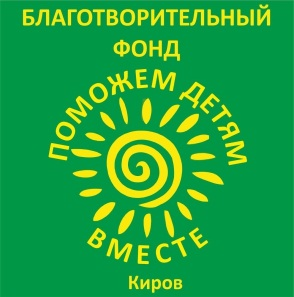 БЛАГОТВОРИТЕЛЬНЫЙ
ФОНД
ПОМОЖЕМ ДЕТЯМ
ВМЕСТЕ
Киров